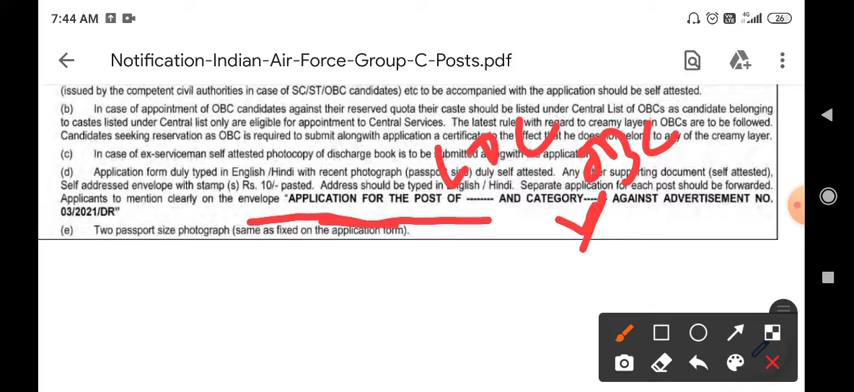 7:44 AM 4G 26
Notification-Indian-Air-Force-Group-C-Posts.pdf
(issued by the competent civil authorities in case of SC/ST/OBC candidates) etc to be accompanied with the application should be self attested.
(b) In case of appointment of OBC candidates against their reserved quota their caste should be listed under Central List of OBCs as candidate belonging
to castes listed under Central list only are eligible for appointment to Central Services. The latest rules with regard to creamy layer in OBCs are to be followed.
Candidates seeking reservation as OBC is required to submit alongwith application a certificate to the effect that he does not belong to any of the creamy layer.
(c) In case of ex-serviceman self attested photocopy of discharge book is to be submitted alongwith the application.
(d) Application form duly typed in English /Hindi with recent photograph (passport size) duly self attested. Any other supporting document (self attested),
Self addressed envelope with stamp (s) Rs. 10/- pasted. Address should be typed in English / Hindi. Separate application for each post should be forwarded.
Applicants to mention clearly on the envelope "APPLICATION FOR THE POST OF -------- AND CATEGORY------ AGAINST ADVERTISEMENT NO.
03/2021/DR"
(e) Two passport size photograph (same as fixed on the application form).
LDC
OBC